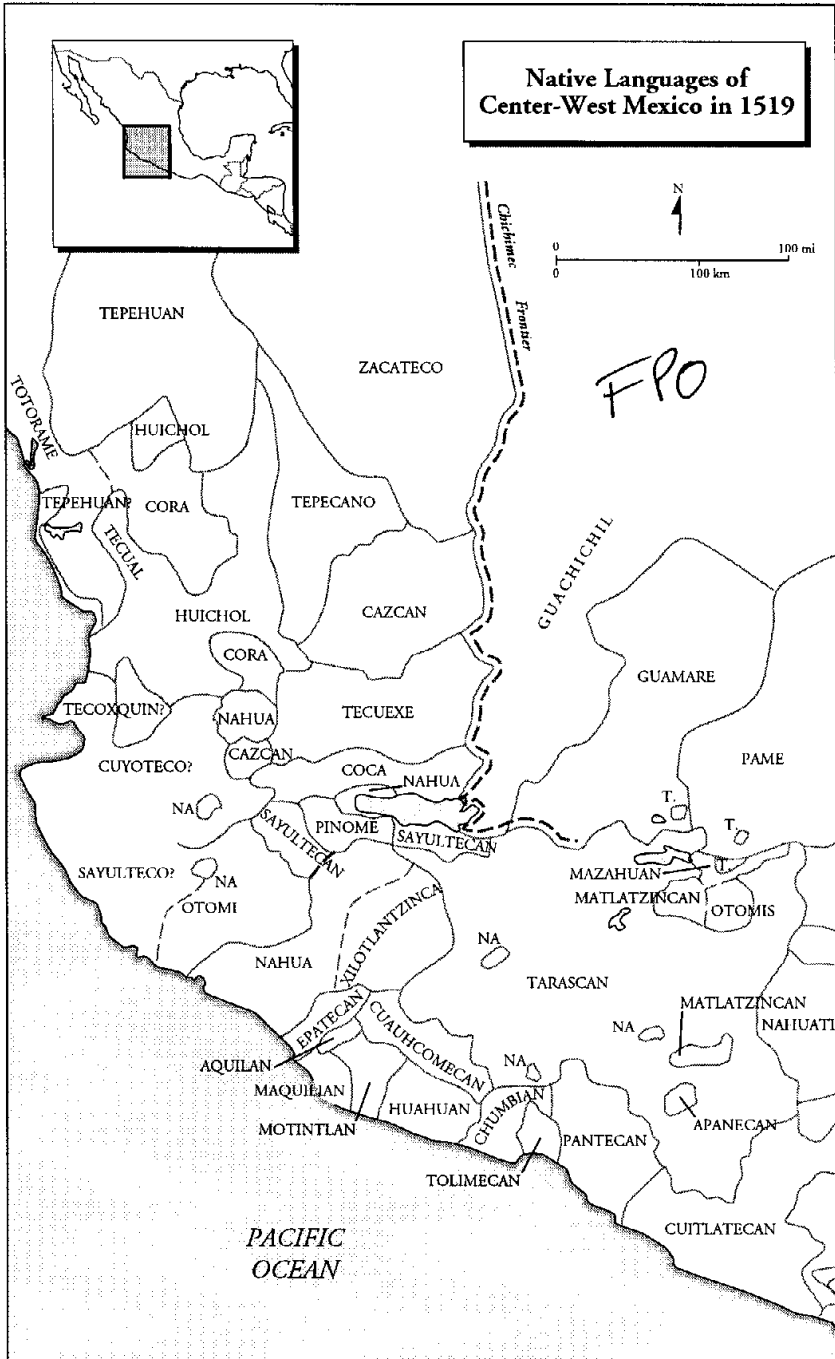 Native Languages of
Center-West Mexico in 1519
N
0 100 mi
0 100 km
Chichimec Frontier
FPO
TEPEHUAN
ZACATECO
TOTORAME
HUICHOL
TEPEHUAN?
CORA
TEPECANO
TECUAL
GUACHICHIL
HUICHOL
CAZCAN
CORA
GUAMARE
TECOXQUIN?
NAHUA
TECUEXE
CAZCAN
PAME
CUYOTECO?
COCA
NAHUA
NA
T.
T.
SAYULTECAN
PINOME
SAYULTECAN
T.
MAZAHUAN
SAYULTECO?
NA
MATLATZINCAN
OTOMI
OTOMIS
XILOTLANTZINCA
NA
NAHUA
TARASCAN
MATLATZINCAN
EPATECAN
CUAUHCOMECAN
NA
NAHUATL
AQUILAN
NA
MAQUILIAN
HUAHUAN
CHUMBIAN
APANECAN
MOTINTLAN
PANTECAN
TOLIMECAN
CUITLATECAN
PACIFIC
OCEAN